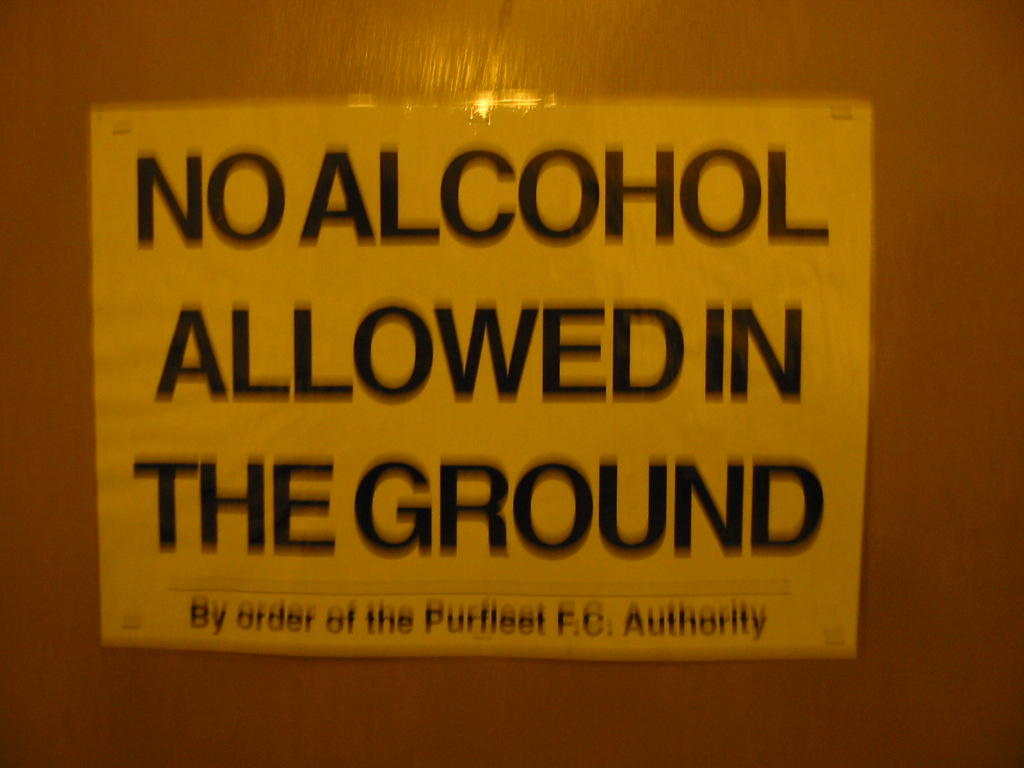 NO ALCOHOL
ALLOWED IN
THE GROUND
By order of the Purfleet F.C. Authority